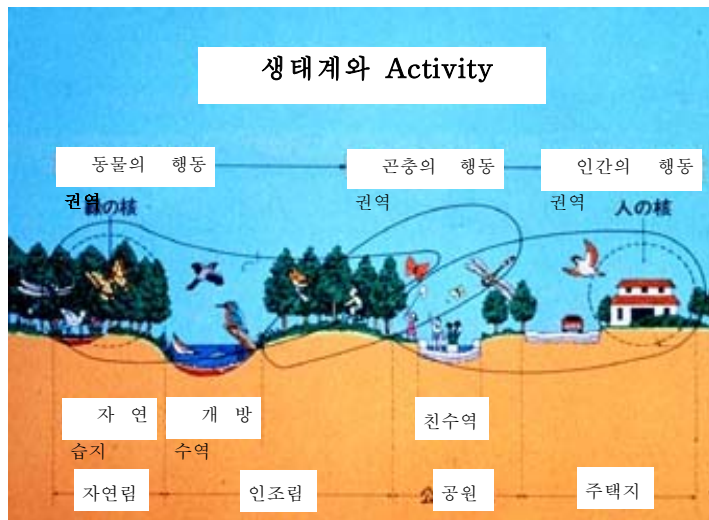 생태계와 Activity
동물의 행동
권역
곤충의 행동
권역
인간의 행동
권역
の核
人の核
자 연
습지
개 방
수역
친수역
자연림
인조림
公 공원
주택지